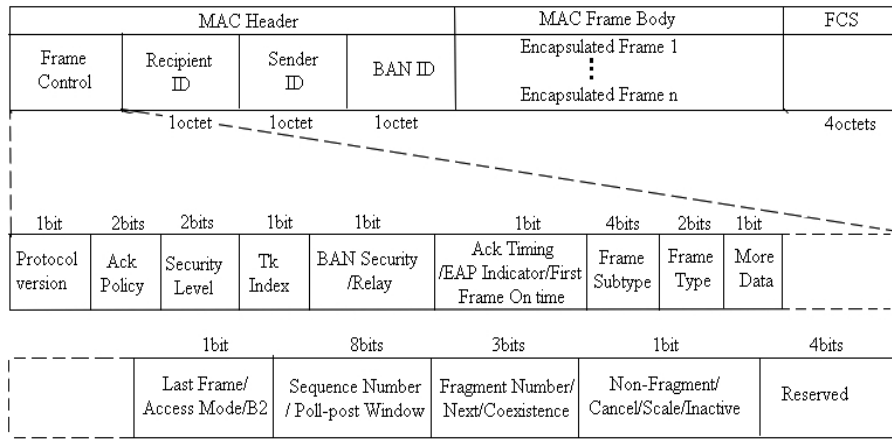 MAC Header
MAC Frame Body
FCS
Frame
Control
Recipient
ID
Sender
ID
BAN ID
Encapsulated Frame 1
Encapsulated Frame n
1octet
1octet
1octet
4octets
1bit
2bits
2bits
1bit
1bit
1bit
4bits
2bits
1bit
Protocol
version
Ack
Policy
Security
Level
Tk
Index
BAN Security
/Relay
Ack Timing
/EAP Indicator/First
Frame On time
Frame
Subtype
Frame
Type
More
Data
1bit
8bits
3bits
1bit
4bits
Last Frame/
Access Mode/B2
Sequence Number
/ Poll-post Window
Fragment Number/
Next/Coexistence
Non-Fragment/
Cancel/Scale/Inactive
Reserved